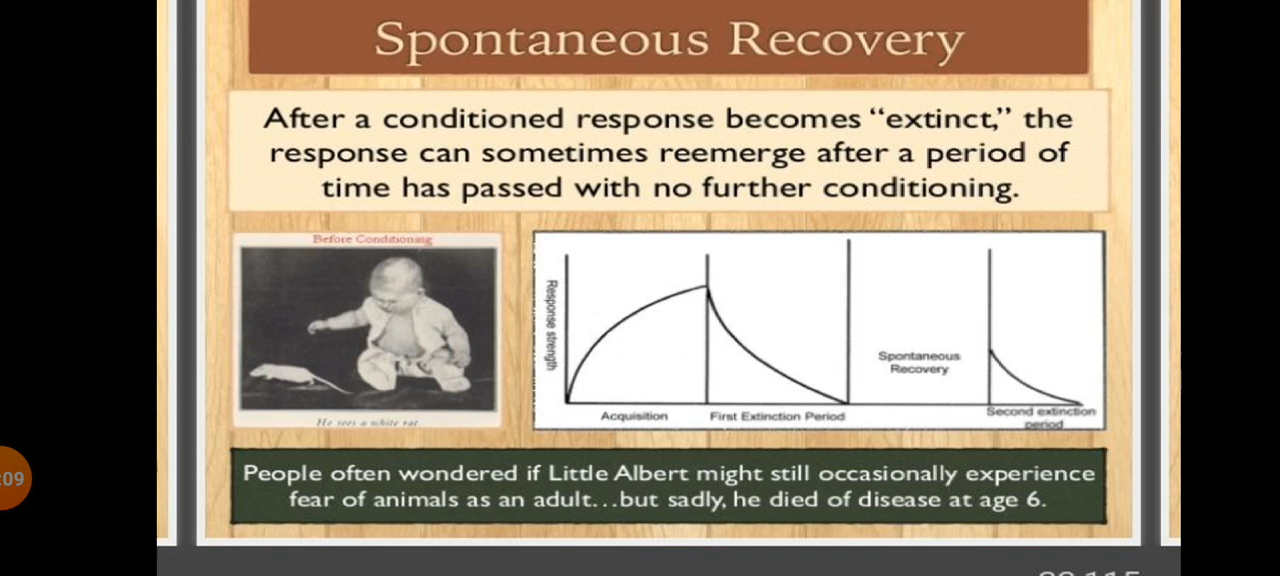 Spontaneous Recovery
After a conditioned response becomes “extinct,” the
response can sometimes reemerge after a period of
time has passed with no further conditioning.
Before Conditioning
He sees a white rat
Response strength
Acquisition
First Extinction Period
Spontaneous
Recovery
Second extinction
period
People often wondered if Little Albert might still occasionally experience
fear of animals as an adult…but sadly, he died of disease at age 6.
:09